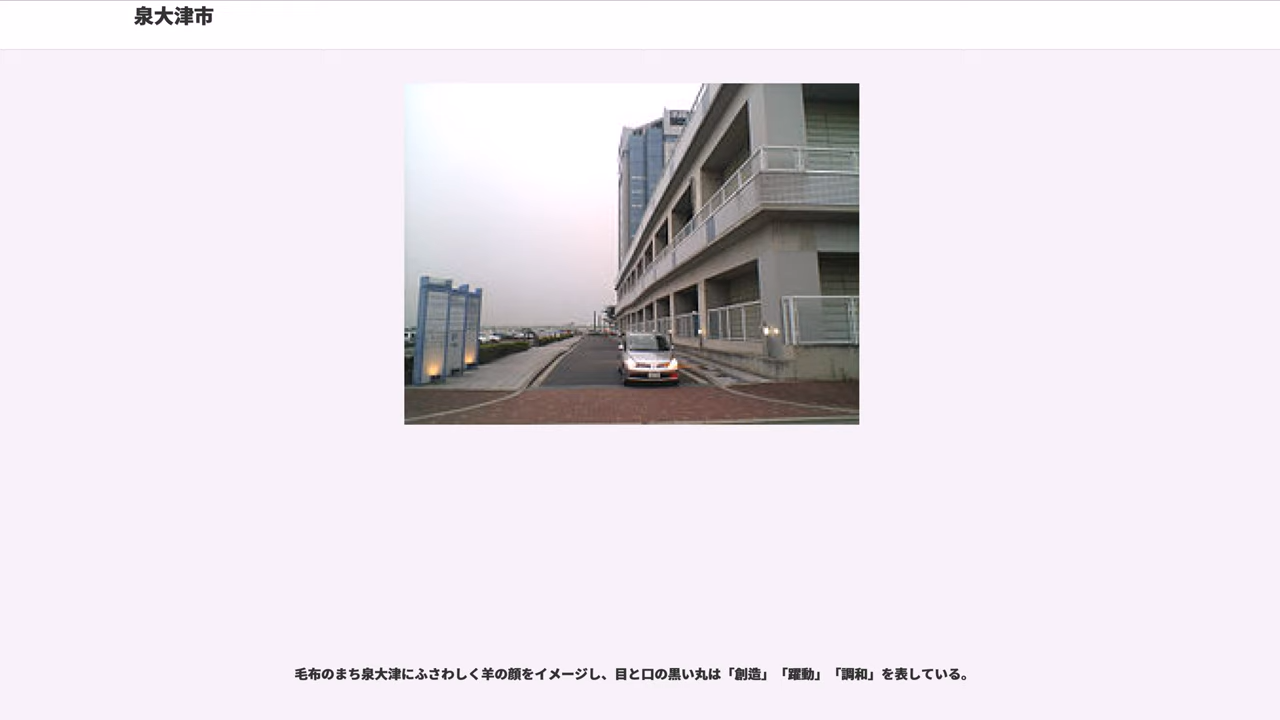 泉大津市
毛布のまち泉大津にふさわしく羊の顔をイメージし、目と口の黒い丸は「創造」「躍動」「調和」を表している。